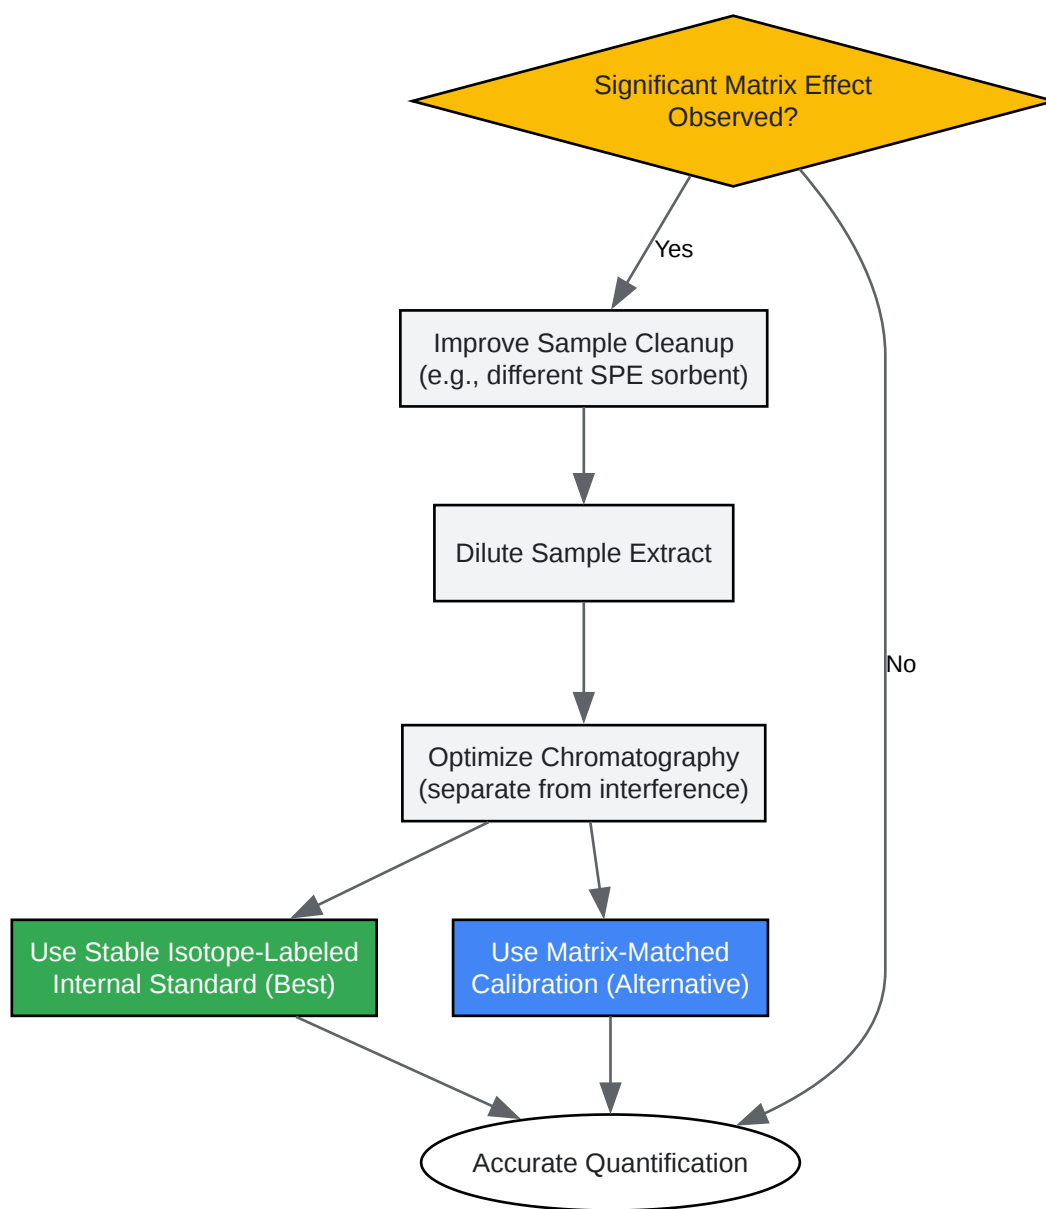 Significant Matrix Effect
Observed?
Yes
Improve Sample Cleanup
(e.g., different SPE sorbent)
Dilute Sample Extract
No
Optimize Chromatography
(separate from interference)
Use Stable Isotope-Labeled
Internal Standard (Best)
Use Matrix-Matched
Calibration (Alternative)
Accurate Quantification